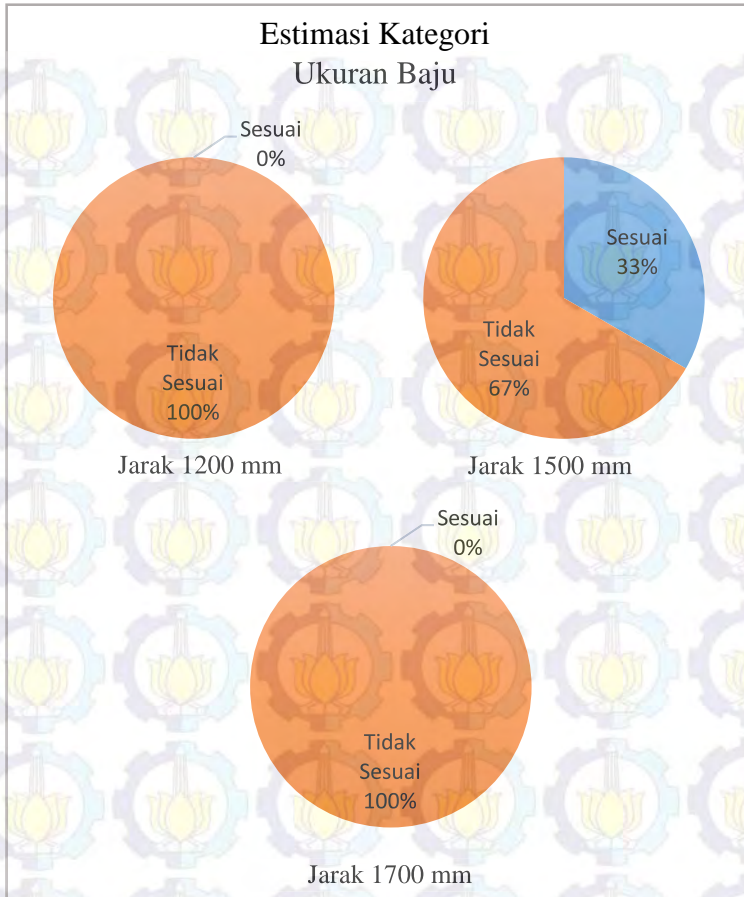 Estimasi Kategori
Ukuran Baju
Sesuai
0%
Tidak
Sesuai
100%
Jarak 1200 mm
Sesuai
33%
Tidak
Sesuai
67%
Jarak 1500 mm
Sesuai
0%
Tidak
Sesuai
100%
Jarak 1700 mm